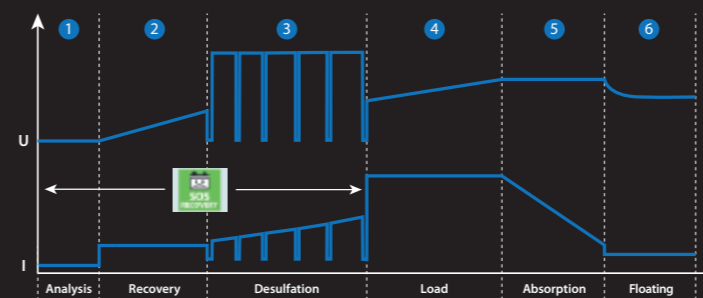 1 2 3 4 5 6
U
SOS
RECOVERY
I
Analysis Recovery Desulfation Load Absorption Floating